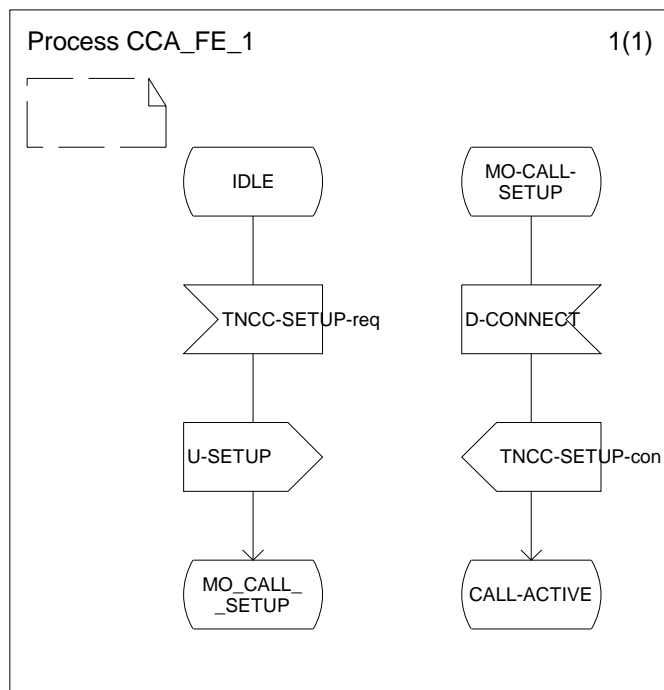 Process CCA_FE_1
1(1)
IDLE
MO-CALL-
SETUP
TNCC-SETUP-req
D-CONNECT
U-SETUP
TNCC-SETUP-con
MO_CALL_
_SETUP
CALL-ACTIVE